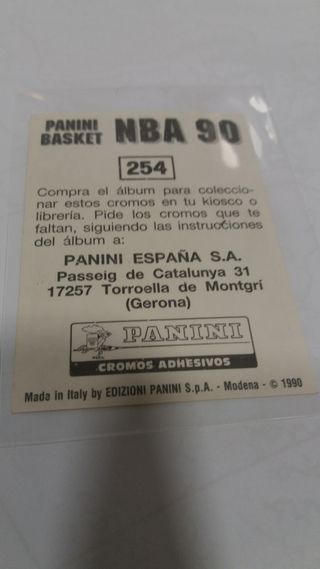 PANINI BASKET NBA 90
254
Compra el álbum para coleccio-
nar estos cromos en tu kiosco o
librería. Pide los cromos que te
faltan, siguiendo las instrucciones
del álbum a:
PANINI ESPAÑA S.A.
Passeig de Catalunya 31
17257 Torroella de Montgrí
(Gerona)
PANINI
CROMOS ADHESIVOS
Made in Italy by EDIZIONI PANINI S.p.A. - Modena - © 1990